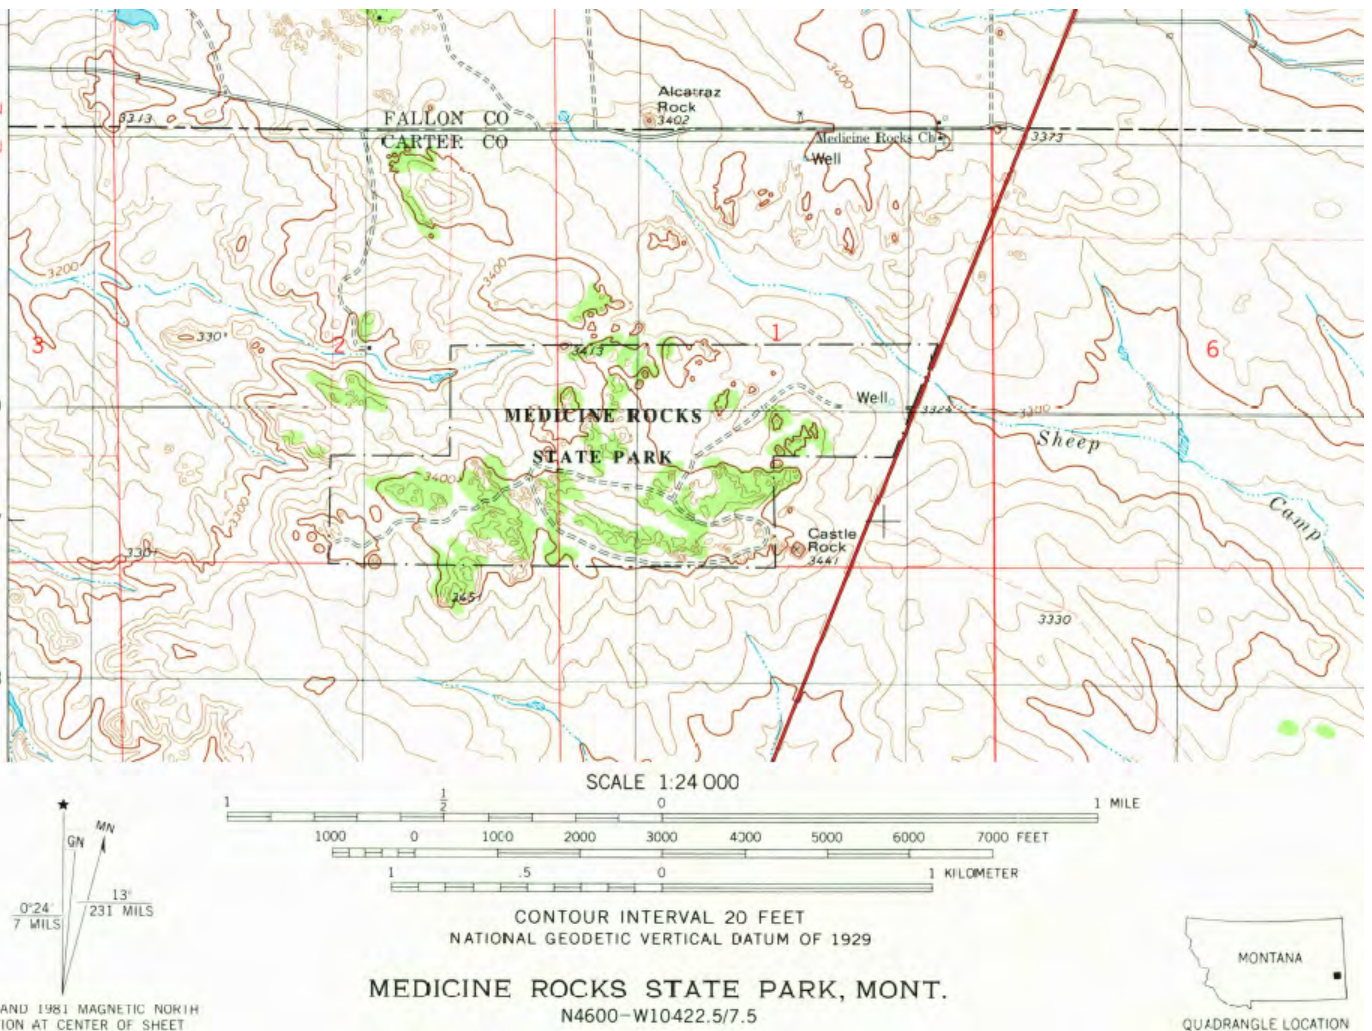 3400
Alcatraz
Rock
3402
3313
FALLON CO
CARTER CO
Medicine Rocks Ch
3373
Well
3200
3400
330
3
2
3413
1
6
MEDICINE ROCKS
Well
3324
3300
Sheep
STATE PARK
3400
3300
Camp
Castle
Rock
3441
330
3451
3330
SCALE 1:24 000
1 1/2 0 1 MILE
1000 0 1000 2000 3000 4000 5000 6000 7000 FEET
1 .5 0 1 KILOMETER
CONTOUR INTERVAL 20 FEET
NATIONAL GEODETIC VERTICAL DATUM OF 1929
MEDICINE ROCKS STATE PARK, MONT.
N4600–W10422.5/7.5
★
MN
GN
0°24'
7 MILS
13°
231 MILS
AND 1981 MAGNETIC NORTH
ION AT CENTER OF SHEET
MONTANA
QUADRANGLE LOCATION